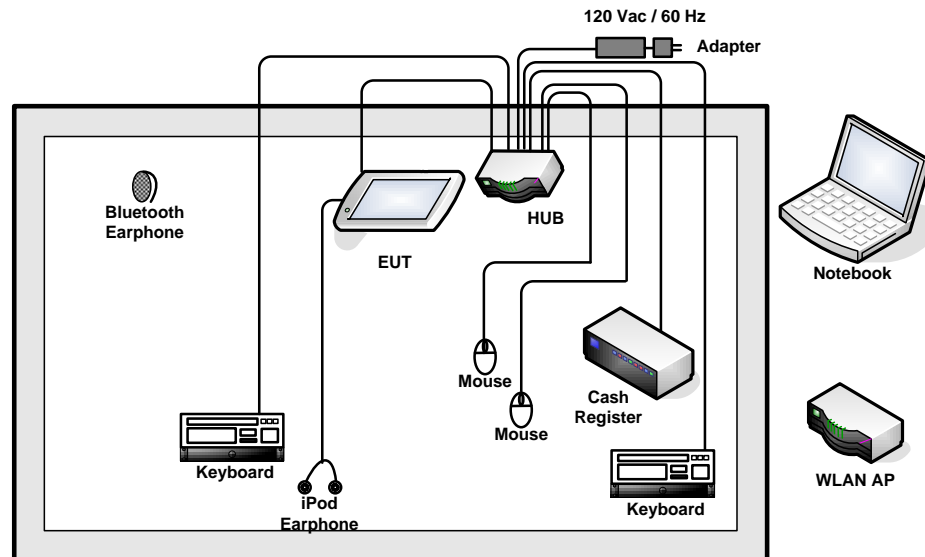 120 Vac / 60 Hz
Adapter
Bluetooth
Earphone
HUB
EUT
Notebook
Mouse
Cash
Register
Mouse
Keyboard
WLAN AP
iPod
Earphone
Keyboard